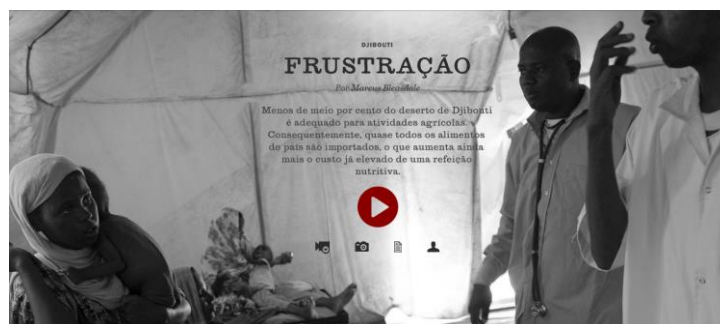 DJIBOUTI
FRUSTRAÇÃO
Por Marcus Bleasdale
Menos de meio por cento do deserto de Djibouti
é adequado para atividades agrícolas.
Consequentemente, quase todos os alimentos
do país são importados, o que aumenta ainda
mais o custo já elevado de uma refeição
nutritiva.